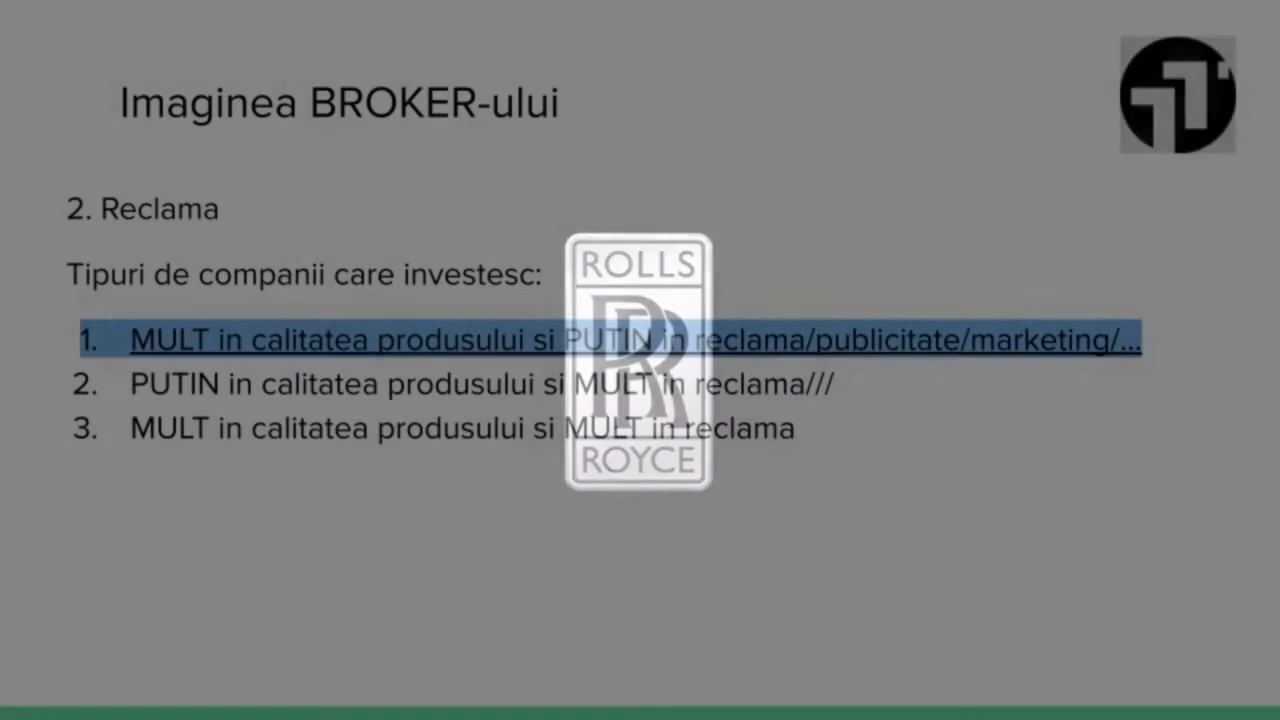 Imaginea BROKER-ului
2. Reclama
Tipuri de companii care investesc:
1. MULT in calitatea produsului si PUTIN in reclama/publicitate/marketing/...
2. PUTIN in calitatea produsului si MULT in reclama///
3. MULT in calitatea produsului si MULT in reclama
ROLLS
RR
ROYCE